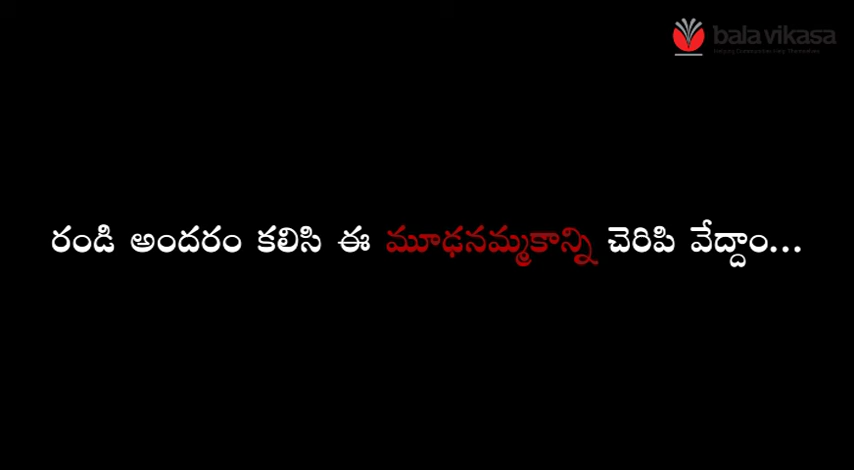 bala vikasa
రండి అందరం కలిసి ఈ మూఢనమ్మకాన్ని చెరిపి వేద్దాం...